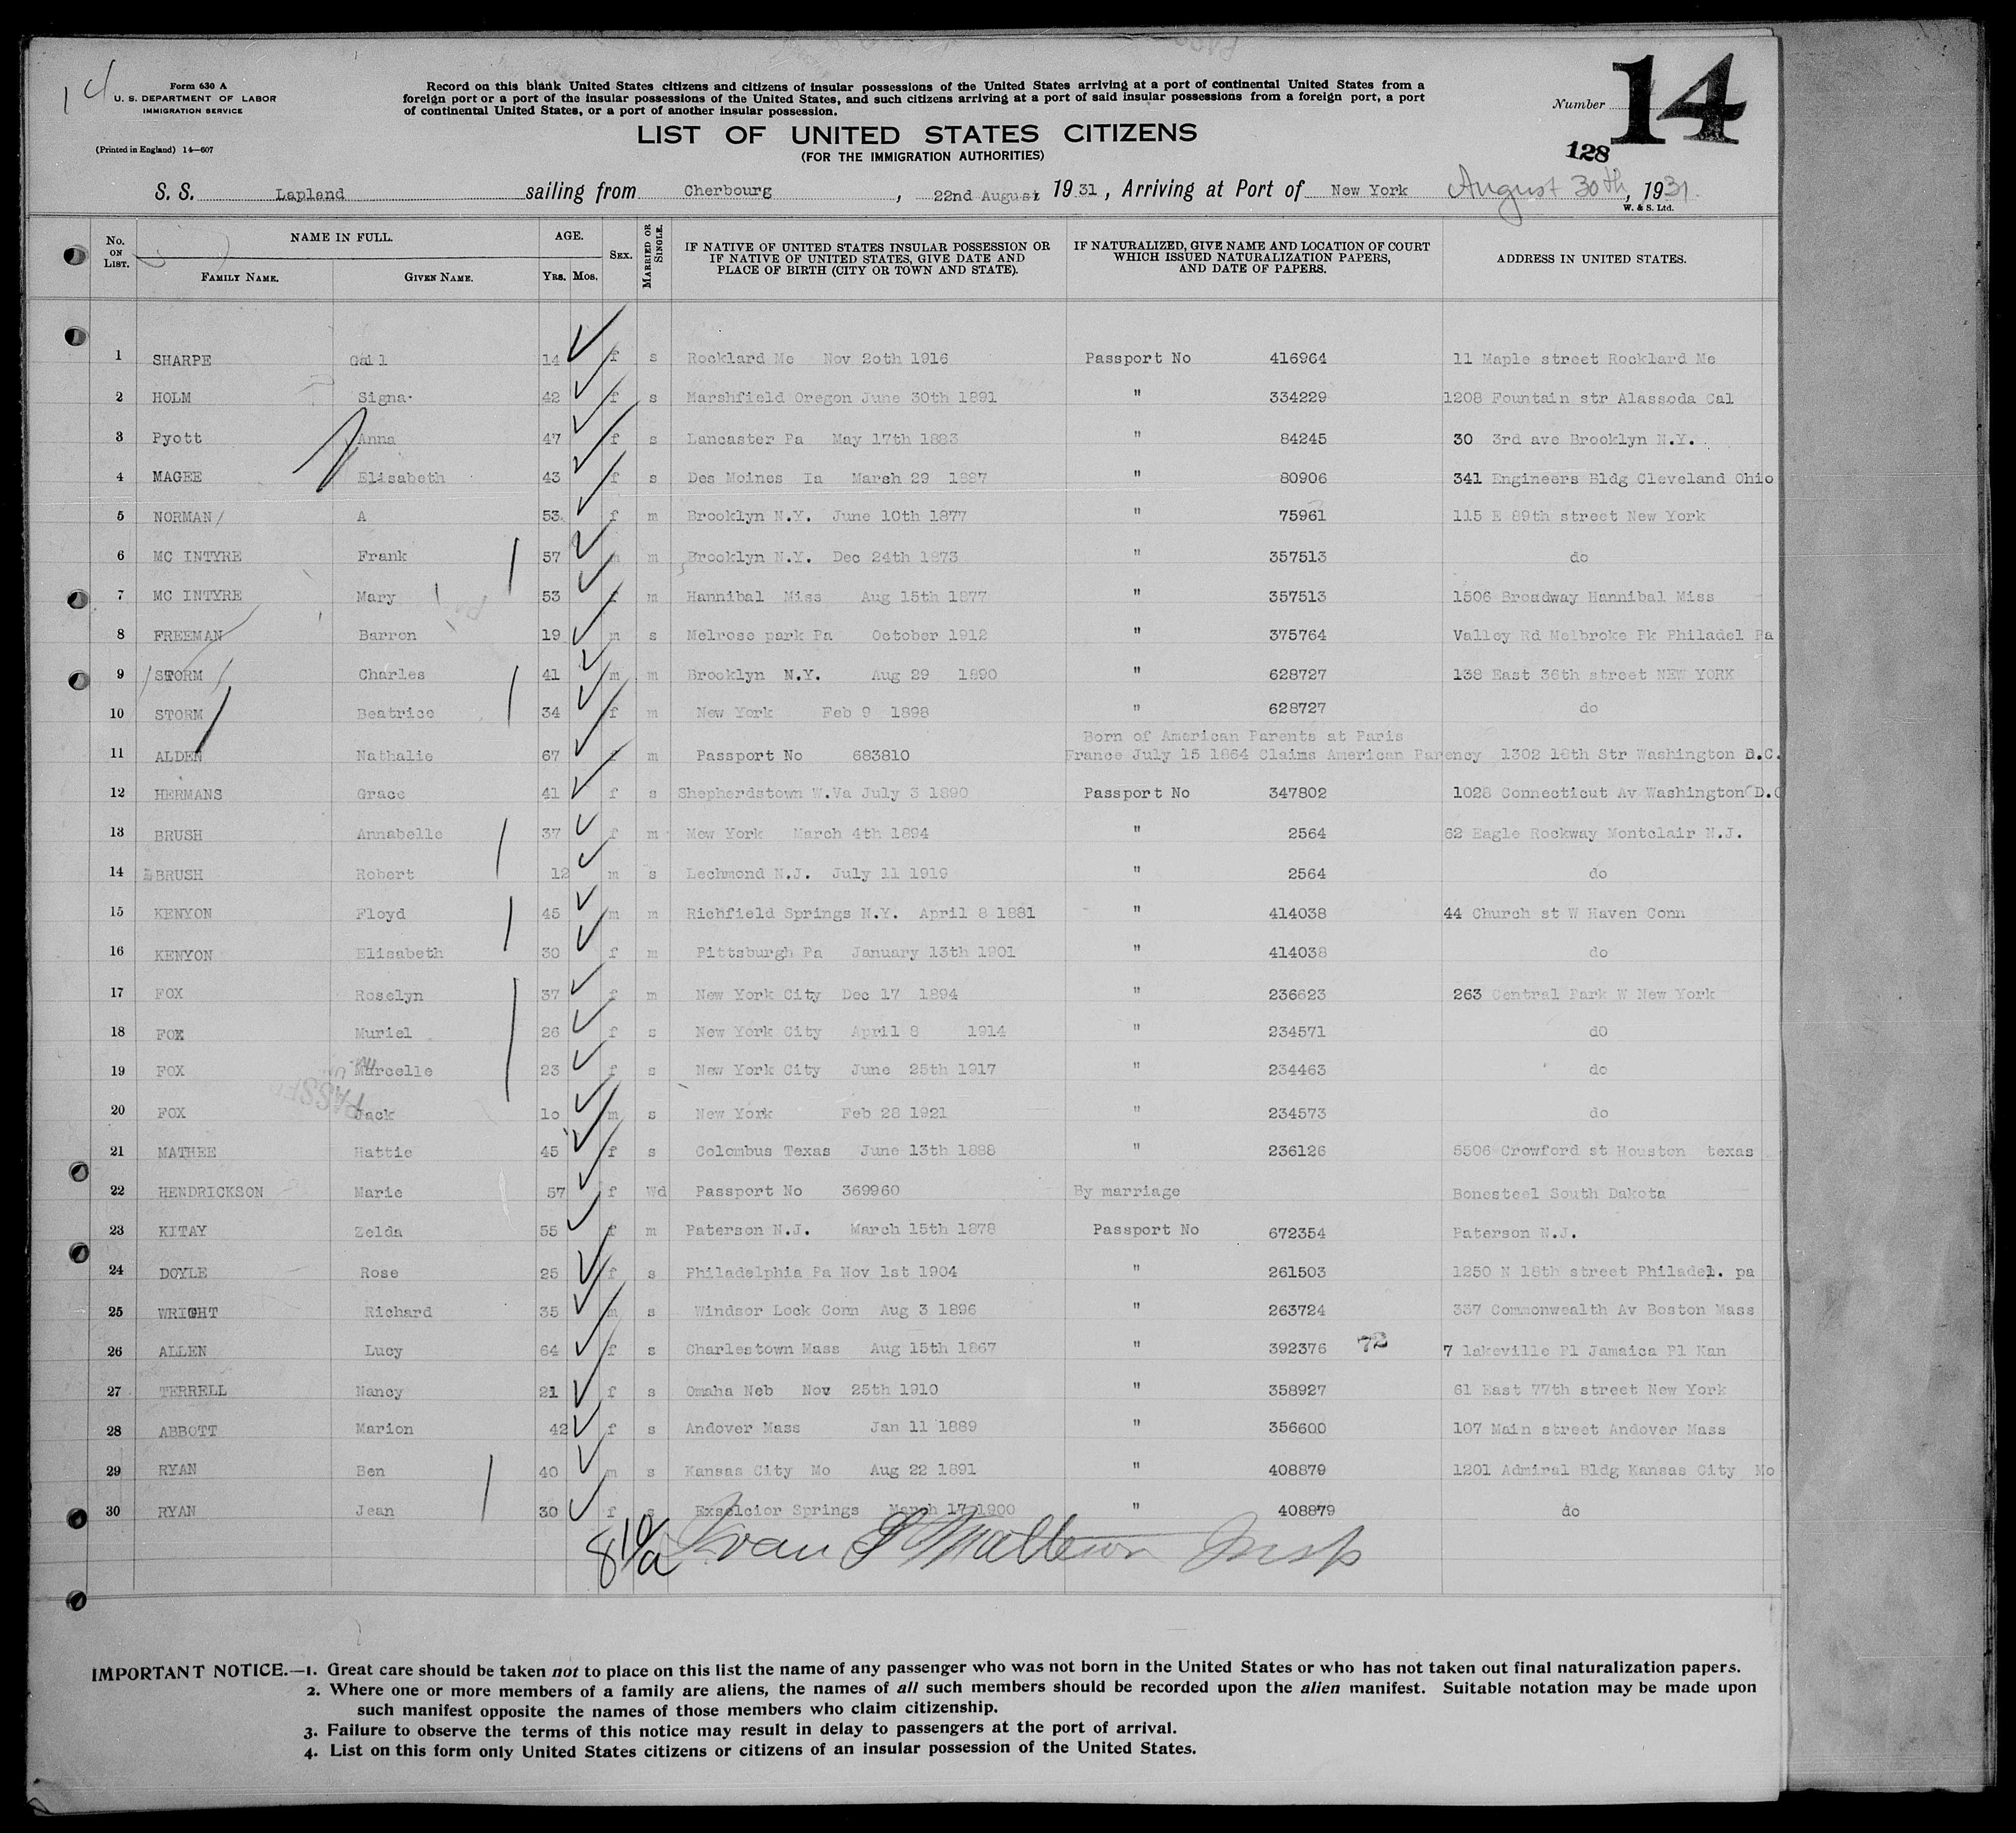 14
Form 630 A
U. S. DEPARTMENT OF LABOR
IMMIGRATION SERVICE
(Printed in England) 14—607
Record on this blank United States citizens and citizens of insular possessions of the United States arriving at a port of continental United States from a
foreign port or a port of the insular possessions of the United States, and such citizens arriving at a port of said insular possessions from a foreign port, a port
of continental United States, or a port of another insular possession.
LIST OF UNITED STATES CITIZENS
(FOR THE IMMIGRATION AUTHORITIES)
Number 14
128
S. S. Lapland sailing from Cherbourg, 22nd August, 1931, Arriving at Port of New York August 30th, 1931.
W. & S. Ltd.
No. ON LIST. NAME IN FULL. FAMILY NAME. GIVEN NAME. AGE. YRS. MOS. SEX. MARRIED OR SINGLE. IF NATIVE OF UNITED STATES INSULAR POSSESSION OR IF NATIVE OF UNITED STATES, GIVE DATE AND PLACE OF BIRTH (CITY OR TOWN AND STATE). IF NATURALIZED, GIVE NAME AND LOCATION OF COURT WHICH ISSUED NATURALIZATION PAPERS, AND DATE OF PAPERS. ADDRESS IN UNITED STATES.
1 SHARPE Gail 14 f s Rocklard Me Nov 2oth 1916 Passport No 416964 11 Maple street Rocklard Me
2 HOLM Signa 42 f s Marshfield Oregon June 30th 1891 " 334229 1208 Fountain str Alassoda Cal
3 Pyott Anna 47 f s Lancaster Pa May 17th 1883 " 84245 30 3rd ave Brooklyn N.Y.
4 MAGEE Elisabeth 43 f s Des Moines Ia Marsh 29 1887 " 80906 341 Engineers Bldg Cleveland Ohio
5 NORMAN A 53 f m Brooklyn N.Y. June 10th 1877 " 75961 115 E 89th street New York
6 MC INTYRE Frank 57 m m Brooklyn N.Y. Dec 24th 1873 " 357513 do
7 MC INTYRE Mary 53 f m Hannibal Miss Aug 15th 1877 " 357513 1506 Broadway Hannibal Miss
8 FREEMAN Barron 19 m s Melrose park Pa October 1912 " 375764 Valley Rd Melbroke Pk Philadel Pa
9 STORM Charles 41 m m Brooklyn N.Y. Aug 29 1890 " 628727 138 East 36th street NEW YORK
10 STORM Beatrice 34 f m New York Feb 9 1898 " 628727 do
Born of American Parents at Paris
11 ALDEN Nathalie 67 f m Passport No 683810 France July 15 1864 Claims American Parency 1302 18th Str Washington D.C.
12 HERMANS Grace 41 f s Shepherdstown W.Va July 3 1890 Passport No 347802 1028 Connecticut Av Washington D.C
13 BRUSH Annabelle 37 f m Mew York March 4th 1894 " 2564 62 Eagle Rockway Montclair N.J.
14 BRUSH Robert 12 m s Lechmond N.J. July 11 1919 " 2564 do
15 KENYON Floyd 45 m m Richfield Springs N.Y. April 8 1881 " 414038 44 Church st W Haven Conn
16 KENYON Elisabeth 30 f m Pittsburgh Pa January 13th 1901 " 414038 do
17 FOX Roselyn 37 f m New York City Dec 17 1894 " 236623 263 Central Park W New York
18 FOX Muriel 26 f s New York City April 8 1914 " 234571 dO
19 FOX Marcelle 23 f s New York City June 25th 1917 " 234463 do
PASSED
20 FOX Jack 1o m s New York Feb 28 1921 " 234573 do
21 MATHEE Hattie 45 f s Colombus Texas June 13th 1888 " 236126 5506 Crowford st Houston texas
22 HENDRICKSON Marie 57 f Wd Passport No 369960 By marriage Bonesteel South Dakota
23 KITAY Zelda 55 f m Paterson N.J. March 15th 1878 Passport No 672354 Paterson N.J.
24 DOYLE Rose 25 f s Philadelphia Pa Nov 1st 1904 " 261503 1250 N 18th street Philadel. pa
25 WRIGHT Richard 35 m s Windsor Lock Conn Aug 3 1896 " 263724 337 Commonwealth Av Boston Mass
26 ALLEN Lucy 64 f s Charlestown Mass Aug 15th 1867 " 392376 72 7 lakeville Pl Jamaica Pl Kan
27 TERRELL Nancy 21 f s Omaha Neb Nov 25th 1910 " 358927 61 East 77th street New York
28 ABBOTT Marion 42 f s Andover Mass Jan 11 1889 " 356600 107 Main street Andover Mass
29 RYAN Ben 40 m s Kansas City Mo Aug 22 1891 " 408879 1201 Admiral Bldg Kansas City Mo
30 RYAN Jean 30 f s Exselcior Springs March 17 1900 " 408879 do
IMPORTANT NOTICE.—1. Great care should be taken not to place on this list the name of any passenger who was not born in the United States or who has not taken out final naturalization papers.
2. Where one or more members of a family are aliens, the names of all such members should be recorded upon the alien manifest. Suitable notation may be made upon
such manifest opposite the names of those members who claim citizenship.
3. Failure to observe the terms of this notice may result in delay to passengers at the port of arrival.
4. List on this form only United States citizens or citizens of an insular possession of the United States.